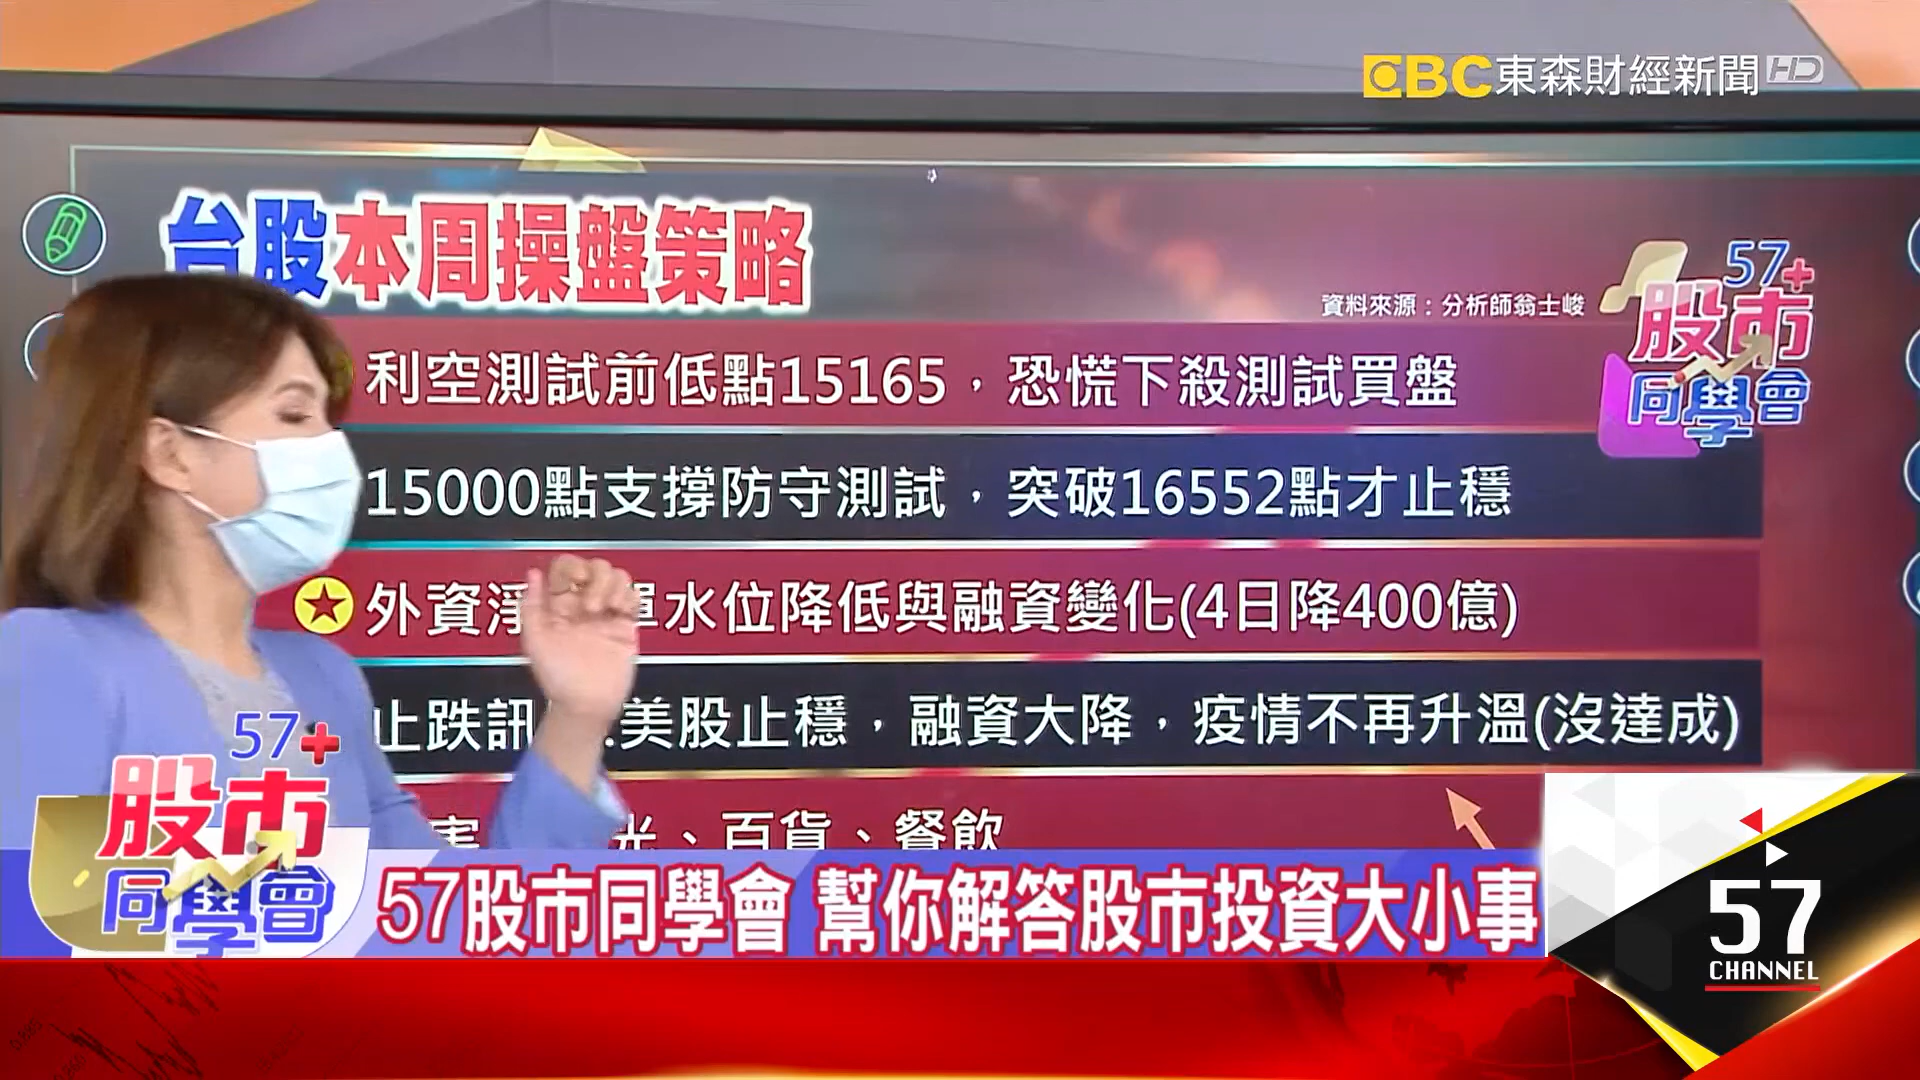 EBC東森財經新聞HD
台股本周操盤策略
57+
股市
同學會
資料來源：分析師翁士峻
利空測試前低點15165，恐慌下殺測試買盤
15000點支撐防守測試，突破16552點才止穩
外資淨 單水位降低與融資變化(4日降400億)
止跌訊 .美股止穩，融資大降，疫情不再升溫(沒達成)
、百貨、餐飲
57+
股市
同學會
57股市同學會 幫你解答股市投資大小事
57
CHANNEL